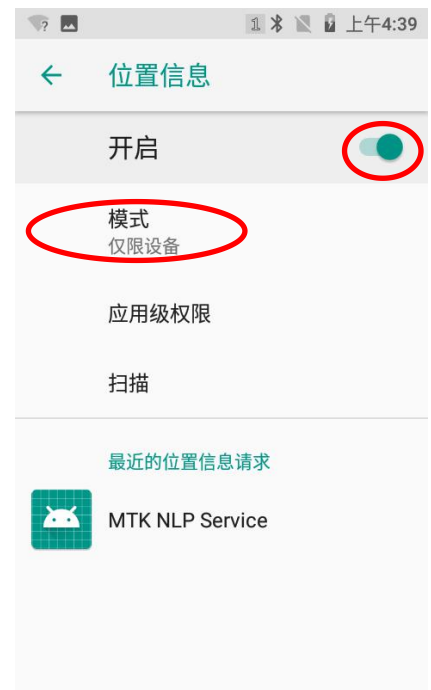 上午4:39
位置信息
开启
模式
仅限设备
应用级权限
扫描
最近的位置信息请求
MTK NLP Service